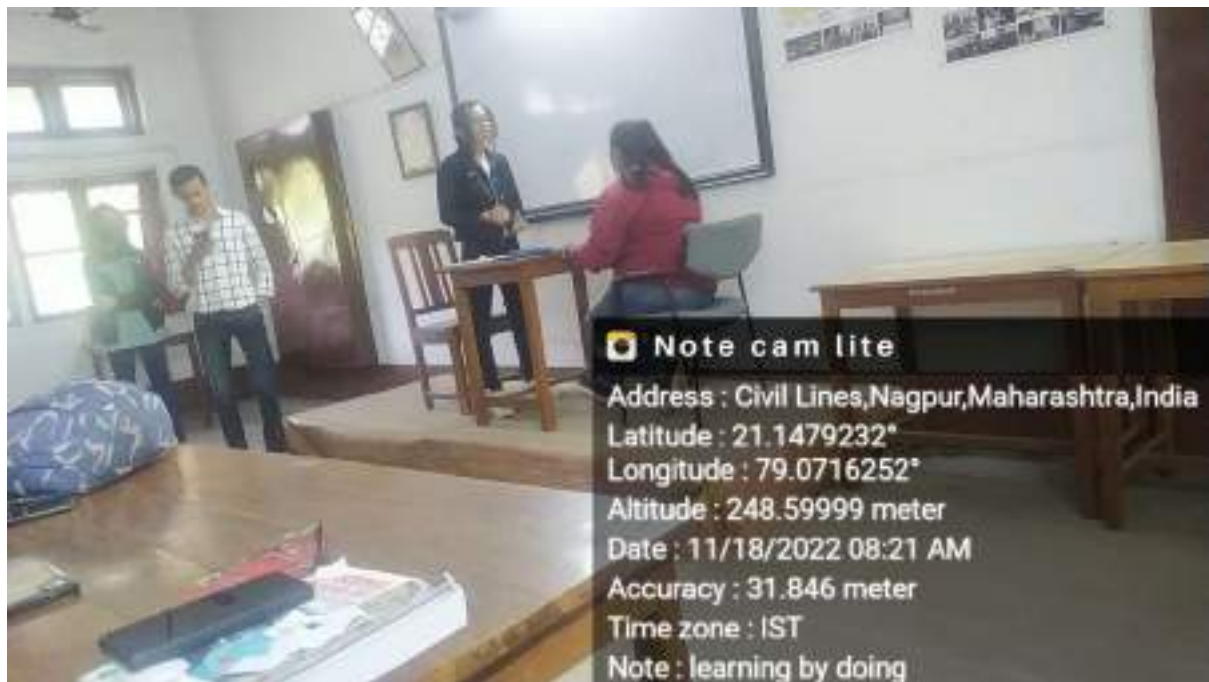 Note cam lite
Address : Civil Lines,Nagpur,Maharashtra,India
Latitude : 21.1479232°
Longitude : 79.0716252°
Altitude : 248.59999 meter
Date : 11/18/2022 08:21 AM
Accuracy : 31.846 meter
Time zone : IST
Note : learning by doing